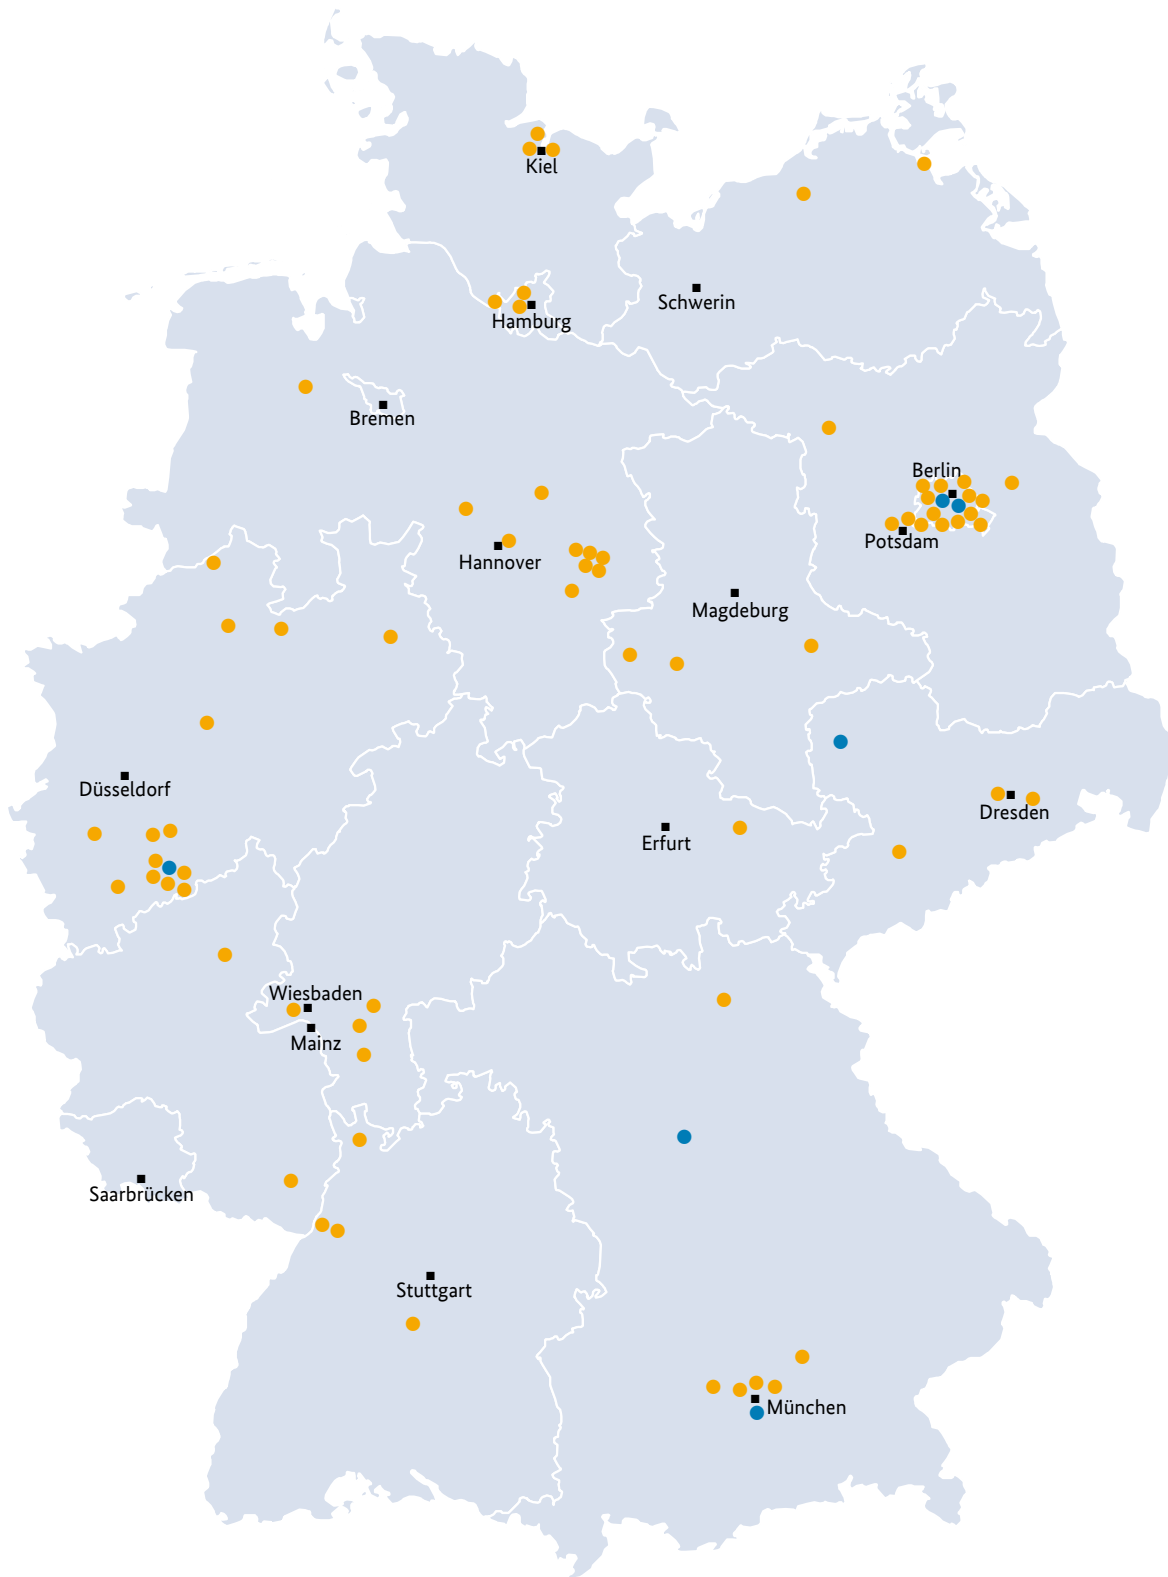 Kiel
Schwerin
Hamburg
Bremen
Berlin
Potsdam
Hannover
Magdeburg
Düsseldorf
Dresden
Erfurt
Wiesbaden
Mainz
Saarbrücken
Stuttgart
München